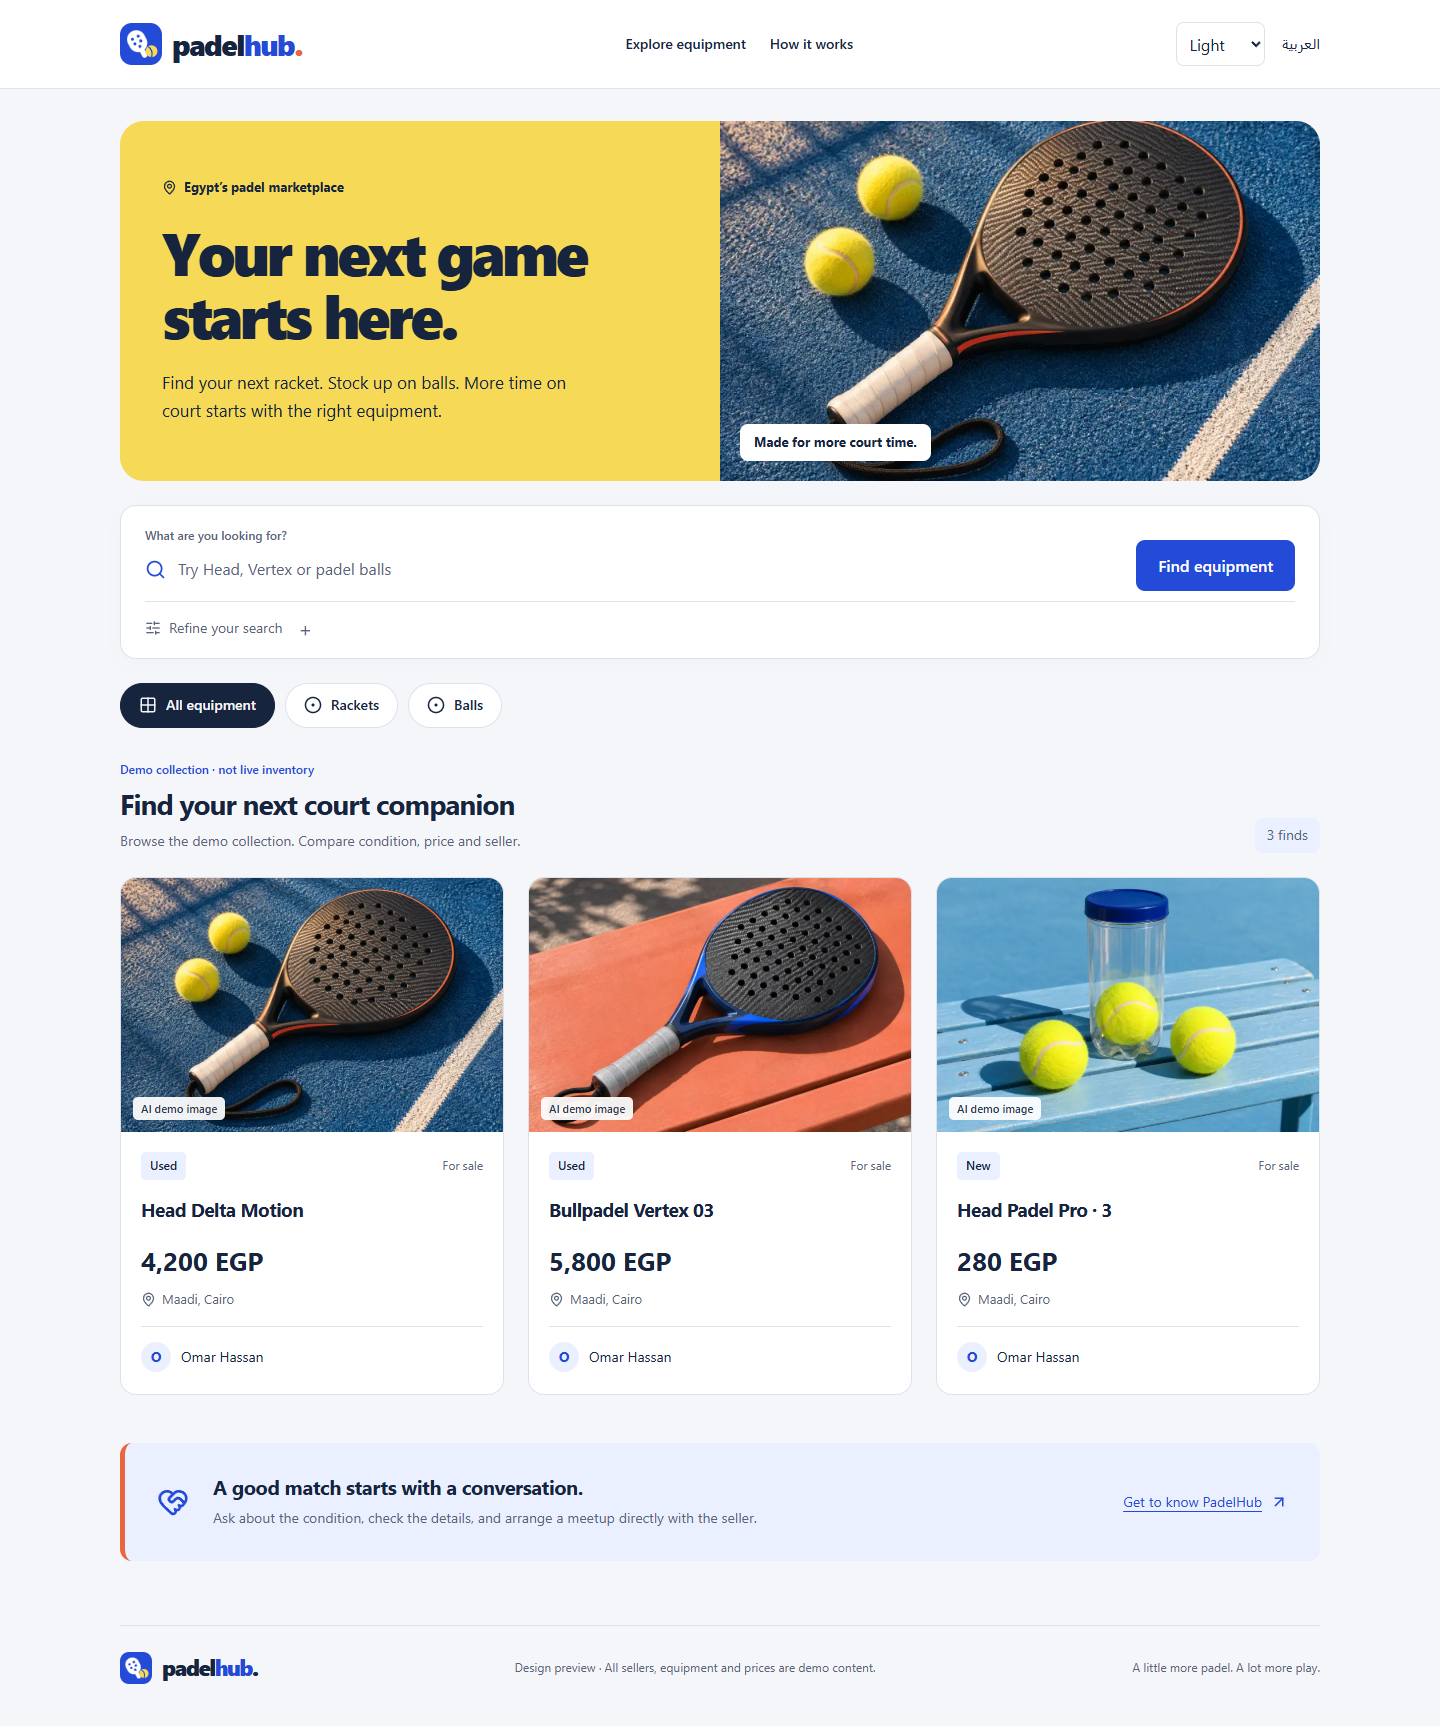 padelhub.
Explore equipment
How it works
Light
العربية
Egypt's padel marketplace
Your next game
starts here.
Find your next racket. Stock up on balls. More time on
court starts with the right equipment.
Made for more court time.
What are you looking for?
Try Head, Vertex or padel balls
Find equipment
Refine your search +
All equipment
Rackets
Balls
Demo collection · not live inventory
Find your next court companion
Browse the demo collection. Compare condition, price and seller.
3 finds
AI demo image
Used
For sale
Head Delta Motion
4,200 EGP
Maadi, Cairo
O
Omar Hassan
AI demo image
Used
For sale
Bullpadel Vertex 03
5,800 EGP
Maadi, Cairo
O
Omar Hassan
AI demo image
New
For sale
Head Padel Pro · 3
280 EGP
Maadi, Cairo
O
Omar Hassan
A good match starts with a conversation.
Ask about the condition, check the details, and arrange a meetup directly with the seller.
Get to know PadelHub
padelhub.
Design preview · All sellers, equipment and prices are demo content.
A little more padel. A lot more play.